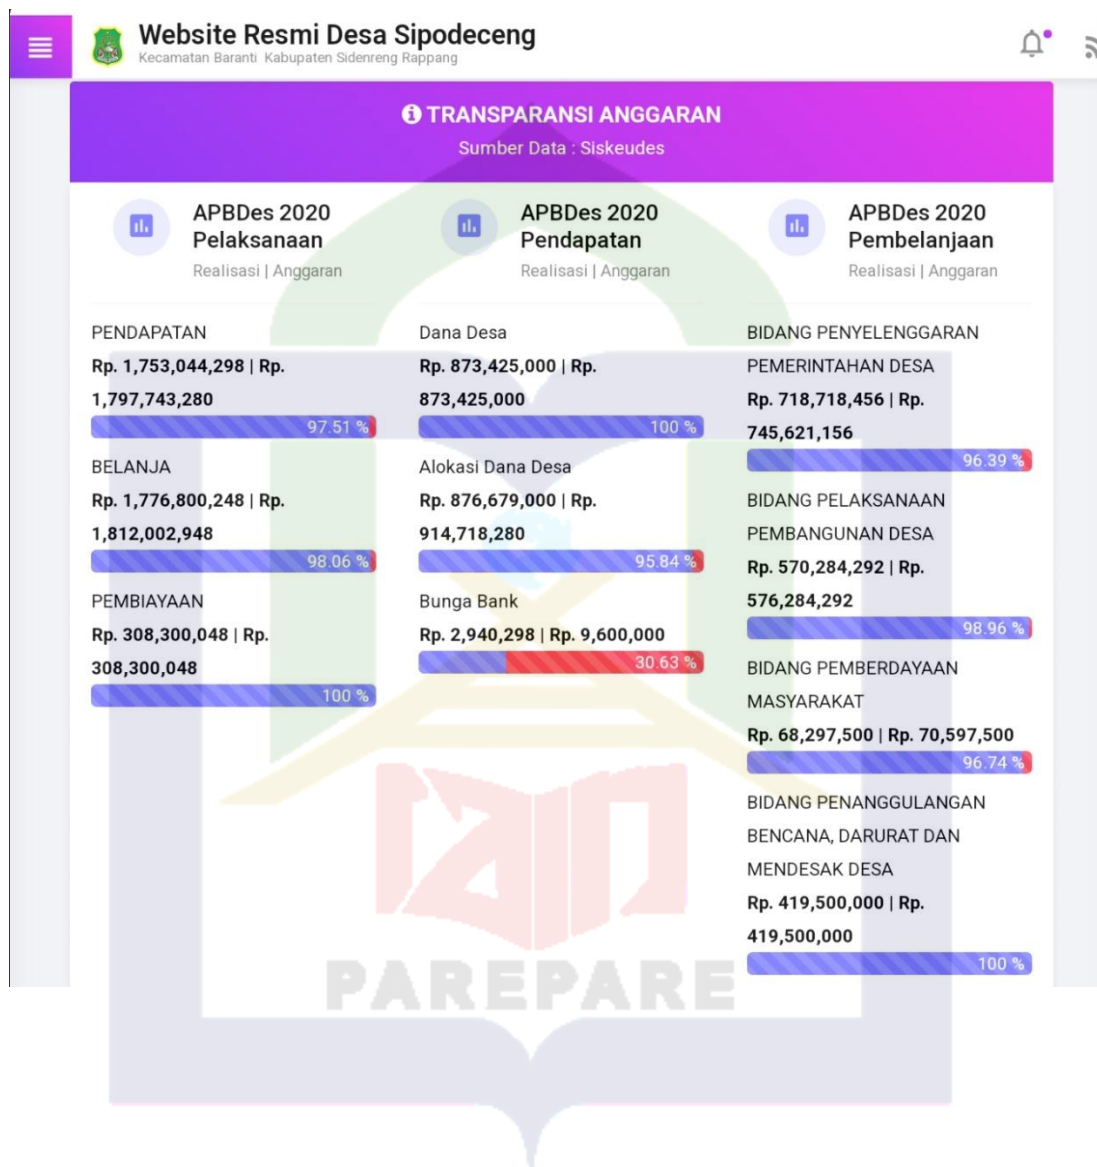 Website Resmi Desa Sipodeceng
Kecamatan Baranti Kabupaten Sidenreng Rappang
TRANSPARANSI ANGGARAN
Sumber Data : Siskeudes
APBDes 2020
Pelaksanaan
Realisasi | Anggaran
PENDAPATAN
Rp. 1,753,044,298 | Rp.
1,797,743,280
97.51 %
BELANJA
Rp. 1,776,800,248 | Rp.
1,812,002,948
98.06 %
PEMBIAYAAN
Rp. 308,300,048 | Rp.
308,300,048
100 %
APBDes 2020
Pendapatan
Realisasi | Anggaran
Dana Desa
Rp. 873,425,000 | Rp.
873,425,000
100 %
Alokasi Dana Desa
Rp. 876,679,000 | Rp.
914,718,280
95.84 %
Bunga Bank
Rp. 2,940,298 | Rp. 9,600,000
30.63 %
APBDes 2020
Pembelanjaan
Realisasi | Anggaran
BIDANG PENYELENGGARAN
PEMERINTAHAN DESA
Rp. 718,718,456 | Rp.
745,621,156
96.39 %
BIDANG PELAKSANAAN
PEMBANGUNAN DESA
Rp. 570,284,292 | Rp.
576,284,292
98.96 %
BIDANG PEMBERDAYAAN
MASYARAKAT
Rp. 68,297,500 | Rp. 70,597,500
96.74 %
BIDANG PENANGGULANGAN
BENCANA, DARURAT DAN
MENDESAK DESA
Rp. 419,500,000 | Rp.
419,500,000
100 %
iain
PAREPARE